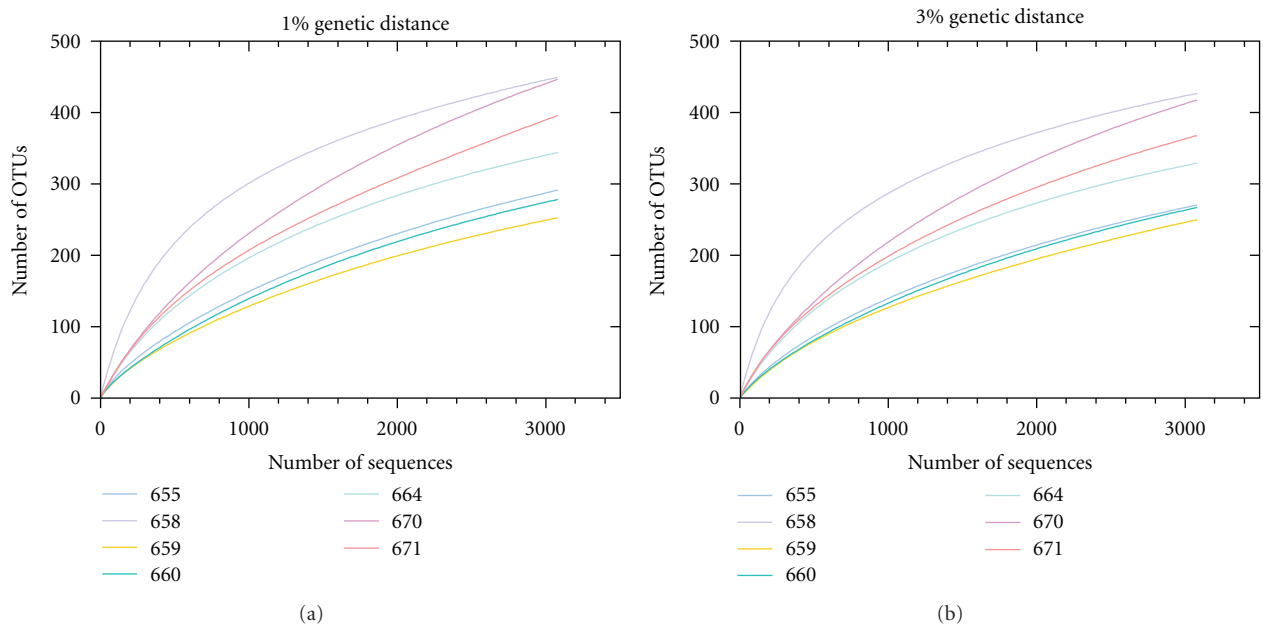 1% genetic distance
500
400
300
200
100
0
Number of OTUs
0 1000 2000 3000
Number of sequences
655
658
659
660
664
670
671
(a)
3% genetic distance
500
400
300
200
100
0
Number of OTUs
0 1000 2000 3000
Number of sequences
655
658
659
660
664
670
671
(b)